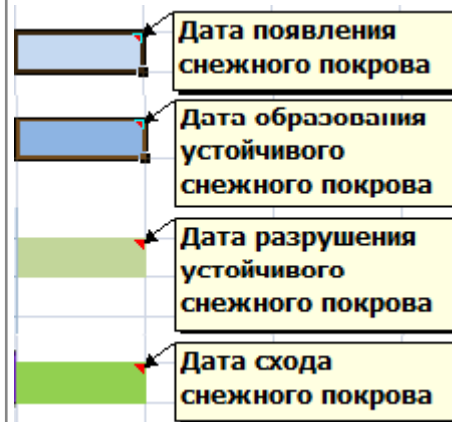 Дата появления
снежного покрова
Дата образования
устойчивого
снежного покрова
Дата разрушения
устойчивого
снежного покрова
Дата схода
снежного покрова